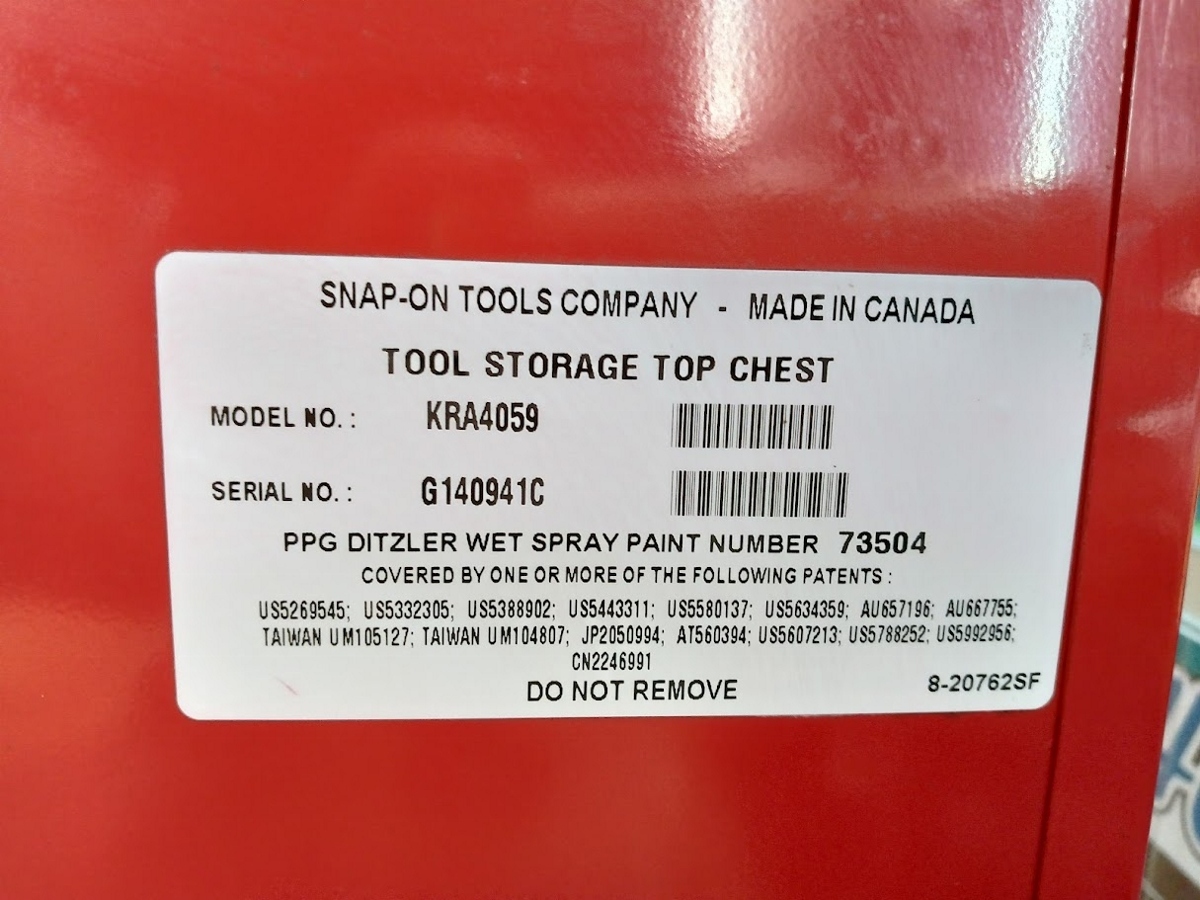 SNAP-ON TOOLS COMPANY - MADE IN CANADA
TOOL STORAGE TOP CHEST
MODEL NO. : KRA4059
SERIAL NO. : G140941C
PPG DITZLER WET SPRAY PAINT NUMBER 73504
COVERED BY ONE OR MORE OF THE FOLLOWING PATENTS :
US5269545; US5332305; US5388902; US5443311; US5580137; US5634359; AU657196; AU667755;
TAIWAN UM105127; TAIWAN UM104807; JP2050994; AT560394; US5607213; US5788252; US5992956;
CN2246991
DO NOT REMOVE
8-20762SF